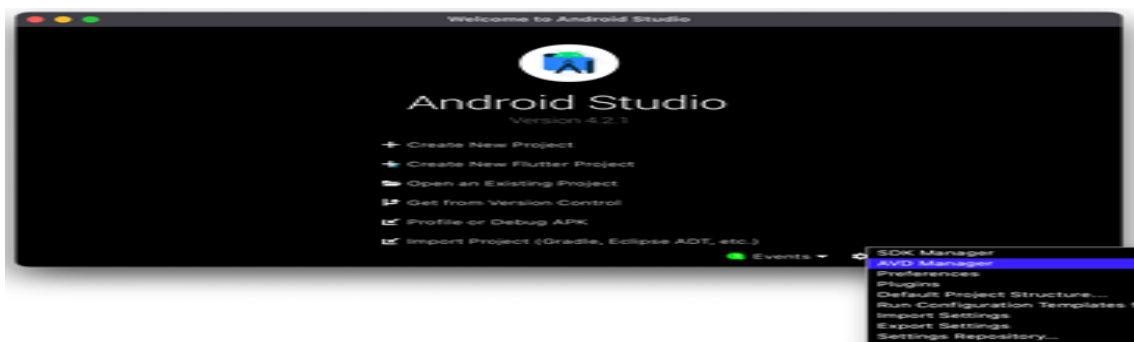 Welcome to Android Studio
Android Studio
Version 4.2.1
Create New Project
Create New Flutter Project
Open an Existing Project
Get from Version Control
Profile or Debug APK
Import Project (Gradle, Eclipse ADT, etc.)
Events
SDK Manager
AVD Manager
Preferences
Plugins
Default Project Structure...
Run Configuration Templates
Import Settings
Export Settings
Settings Repository...